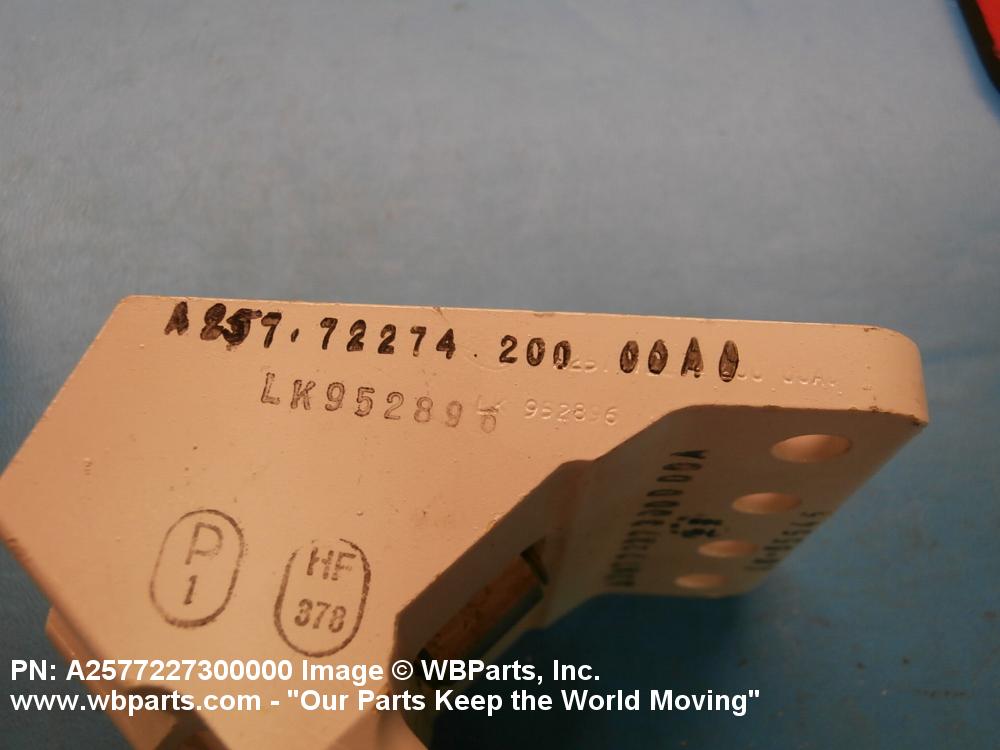 A257.72274 200 00A0
LK952896
952896
P
1
HF
378
PN: A2577227300000 Image © WBParts, Inc.
www.wbparts.com - "Our Parts Keep the World Moving"